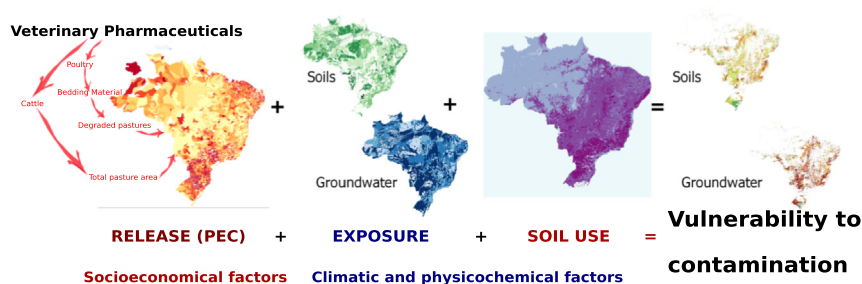 Veterinary Pharmaceuticals
Poultry
Bedding Material
Cattle
Degraded pastures
Total pasture area
+
Soils
Groundwater
+
=
Soils
Groundwater
RELEASE (PEC) + EXPOSURE + SOIL USE = Vulnerability to
contamination
Socioeconomical factors Climatic and physicochemical factors